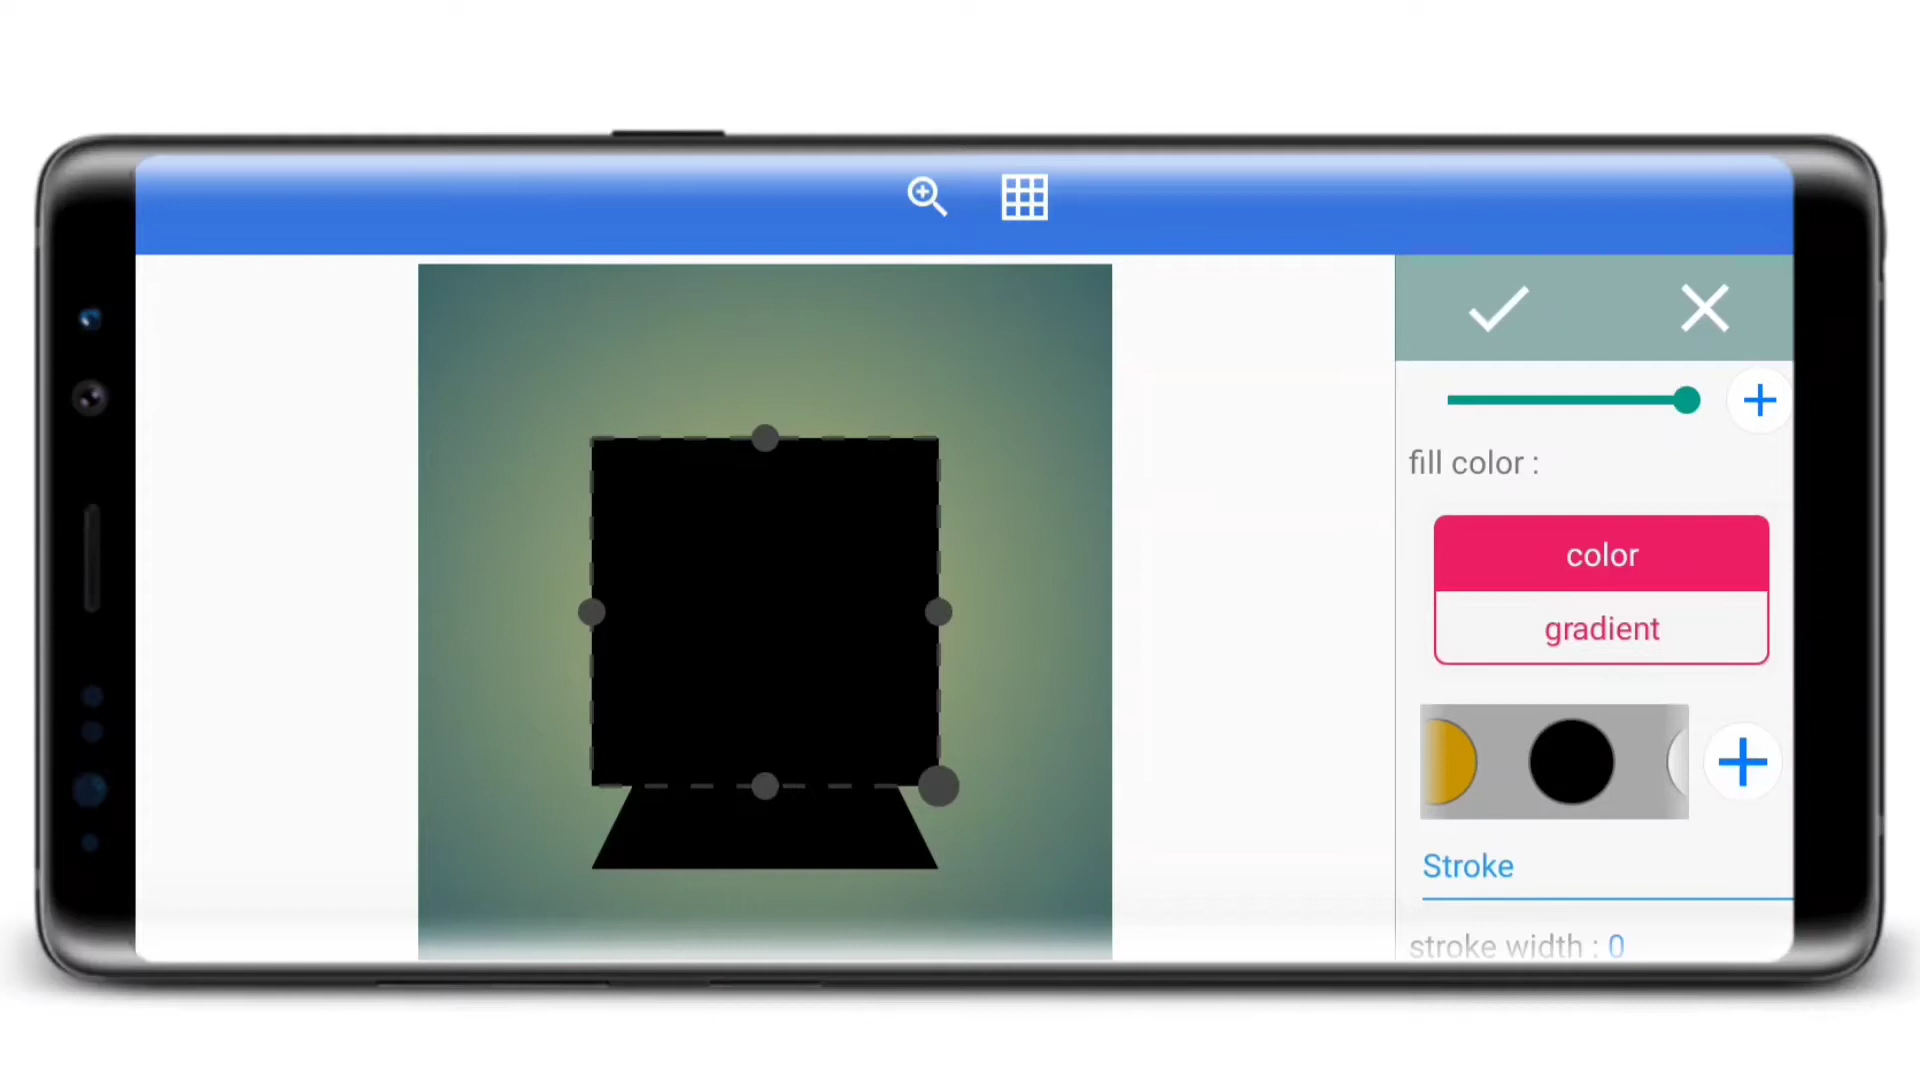 fill color :
color
gradient
Stroke
stroke width : 0